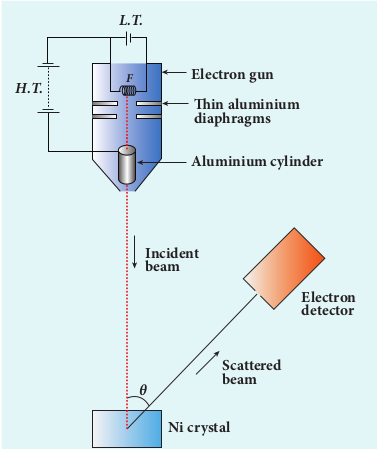 L.T.
H.T.
F
Electron gun
Thin aluminium
diaphragms
Aluminium cylinder
Incident
beam
Electron
detector
Scattered
beam
θ
Ni crystal